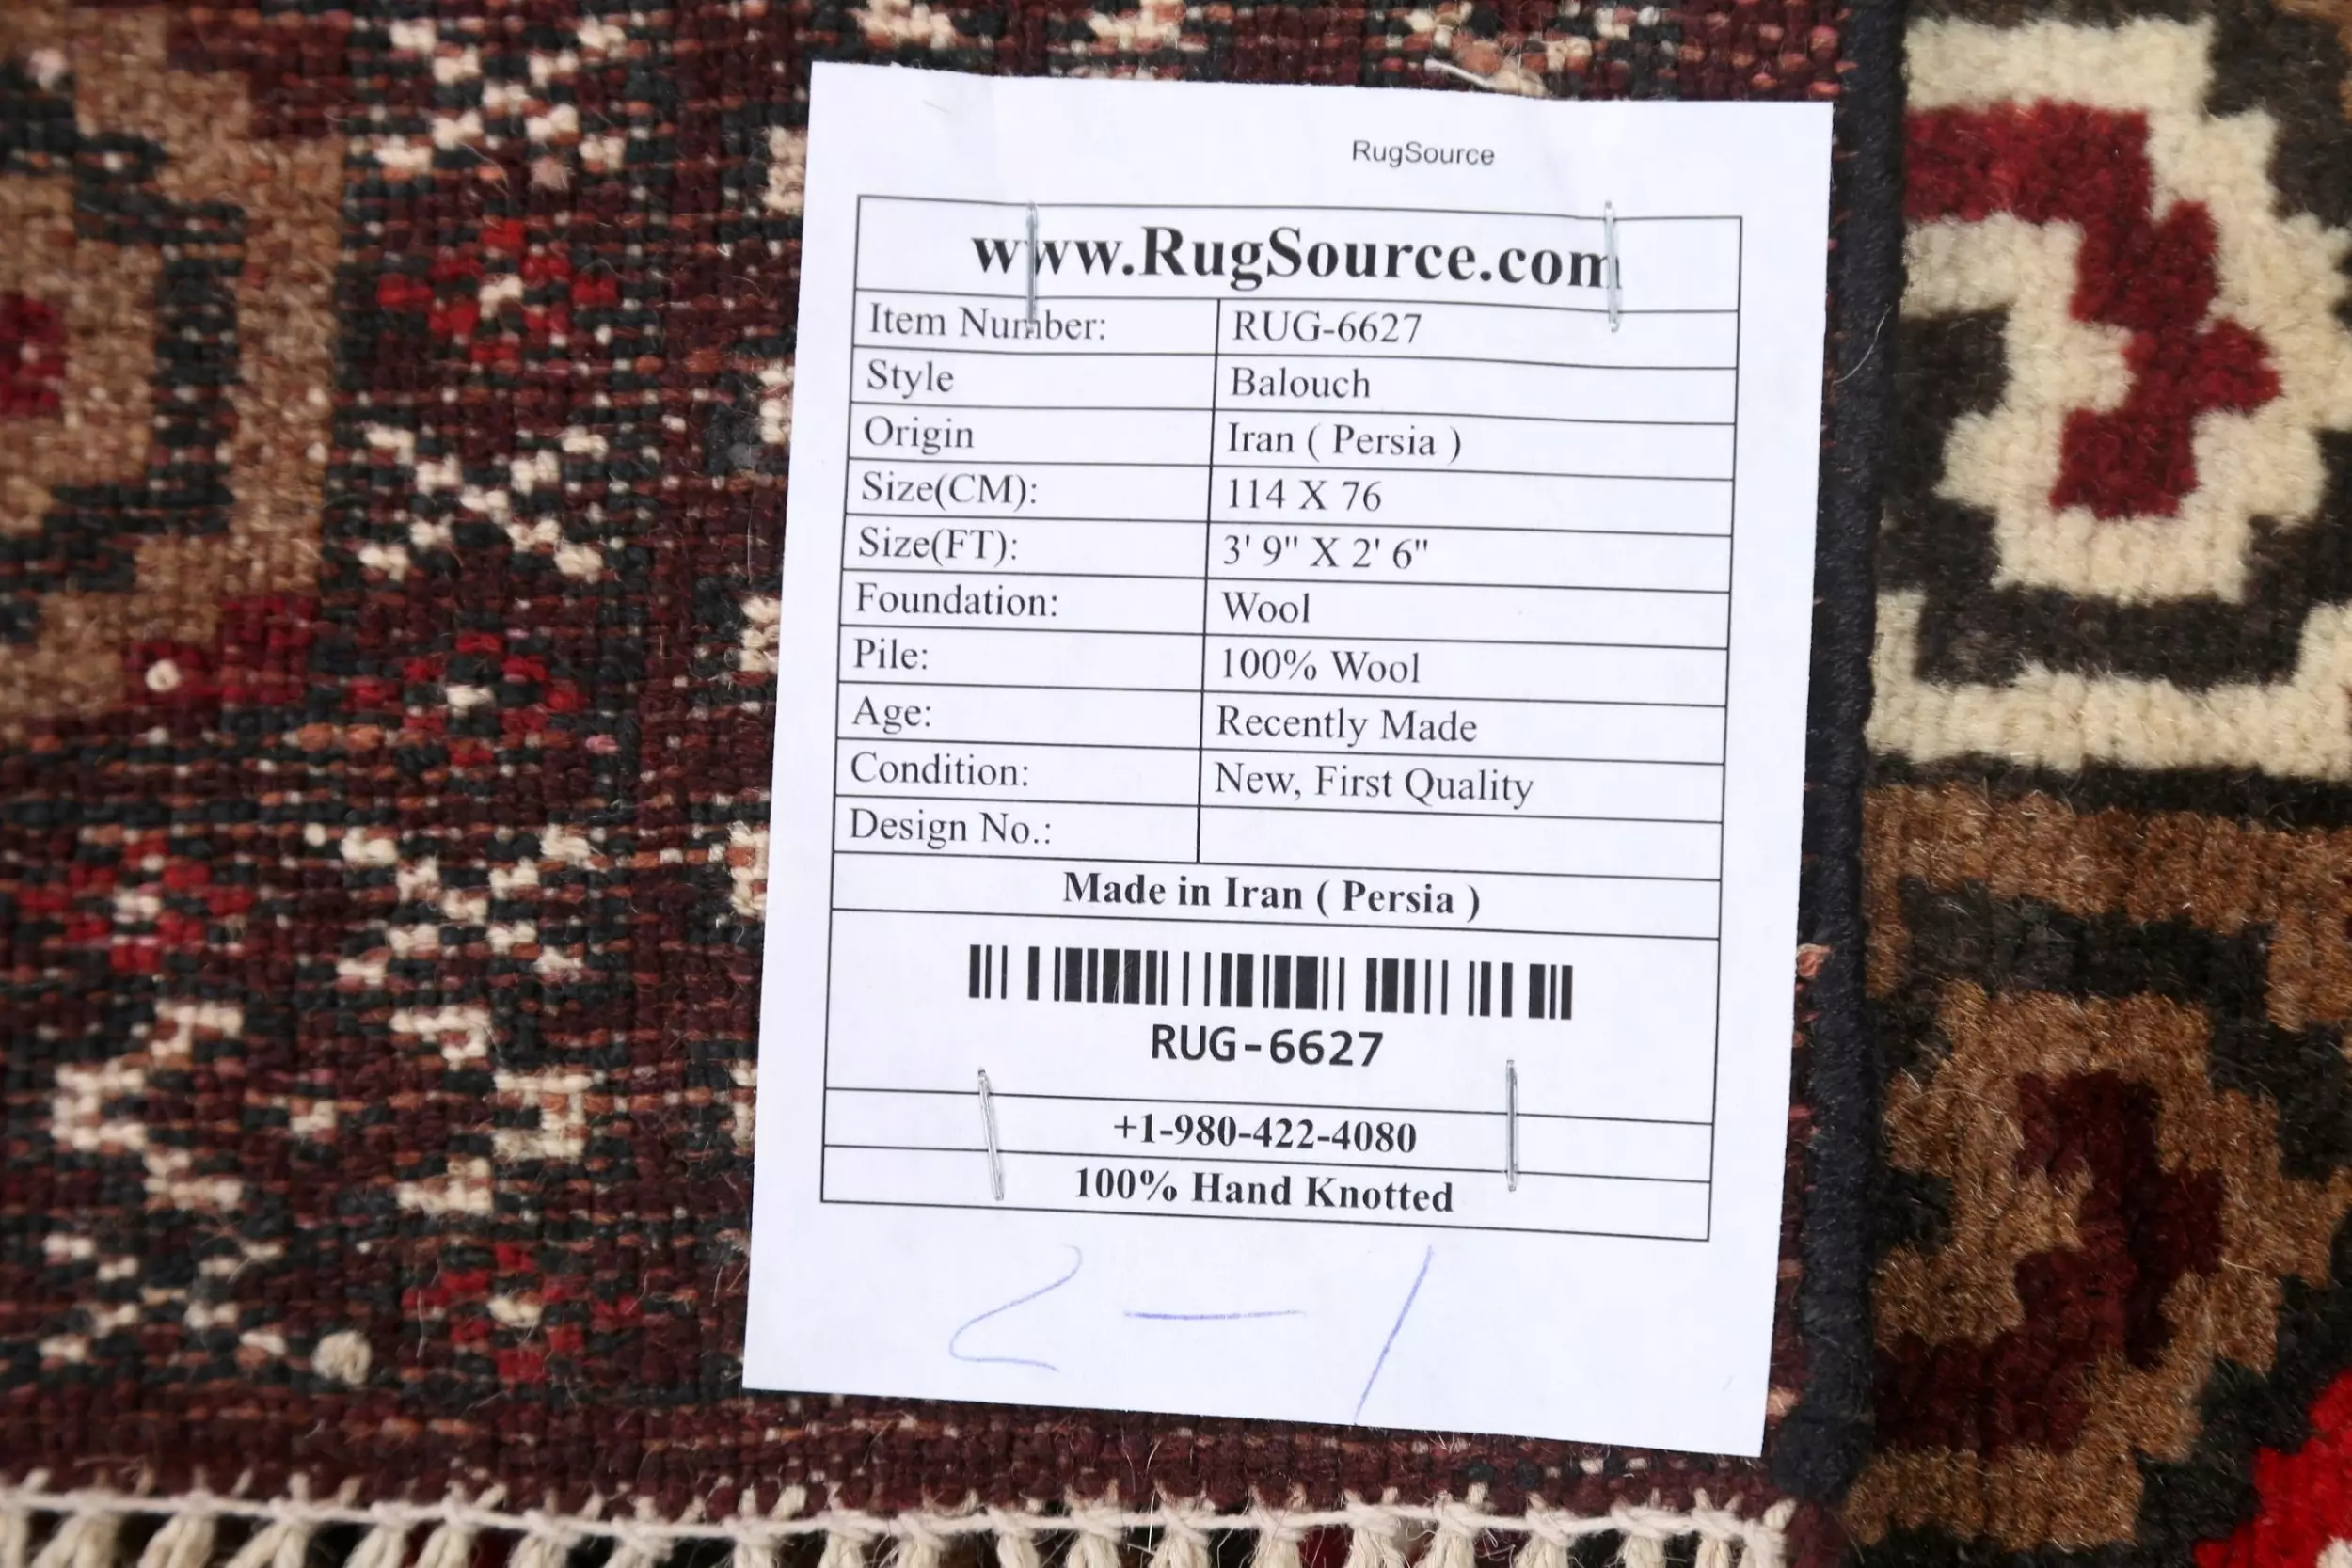 RugSource
www.RugSource.com
Item Number: RUG-6627
Style Balouch
Origin Iran ( Persia )
Size(CM): 114 X 76
Size(FT): 3' 9" X 2' 6"
Foundation: Wool
Pile: 100% Wool
Age: Recently Made
Condition: New, First Quality
Design No.:
Made in Iran ( Persia )
RUG-6627
+1-980-422-4080
100% Hand Knotted
2 - 1